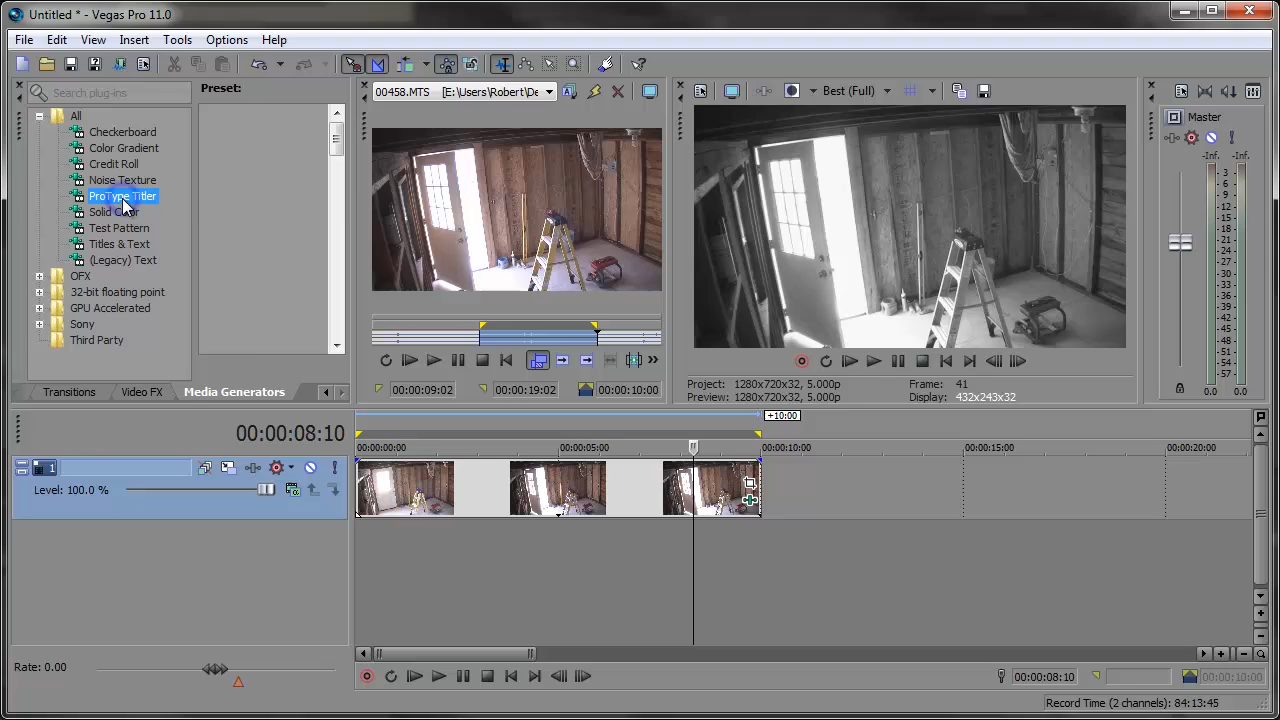 Untitled * - Vegas Pro 11.0
File Edit View Insert Tools Options Help
Search plug-ins
Preset:
All
Checkerboard
Color Gradient
Credit Roll
Noise Texture
ProType Titler
Solid Color
Test Pattern
Titles & Text
(Legacy) Text
OFX
32-bit floating point
GPU Accelerated
Sony
Third Party
Transitions Video FX Media Generators
00458.MTS [E:\Users\Robert\De
00:00:09:02 00:00:19:02 00:00:10:00
Best (Full)
Project: 1280x720x32, 5.000p Frame: 41
Preview: 1280x720x32, 5.000p Display: 432x243x32
Master
-Inf. -Inf.
3
6
9
12
15
18
21
24
27
30
33
36
39
42
45
48
51
54
57
0.0 0.0
00:00:08:10
+10:00
00:00:00:00 00:00:05:00 00:00:10:00 00:00:15:00 00:00:20:00
1
Level: 100.0 %
Rate: 0.00
00:00:08:10 00:00:10:00
Record Time (2 channels): 84:13:45